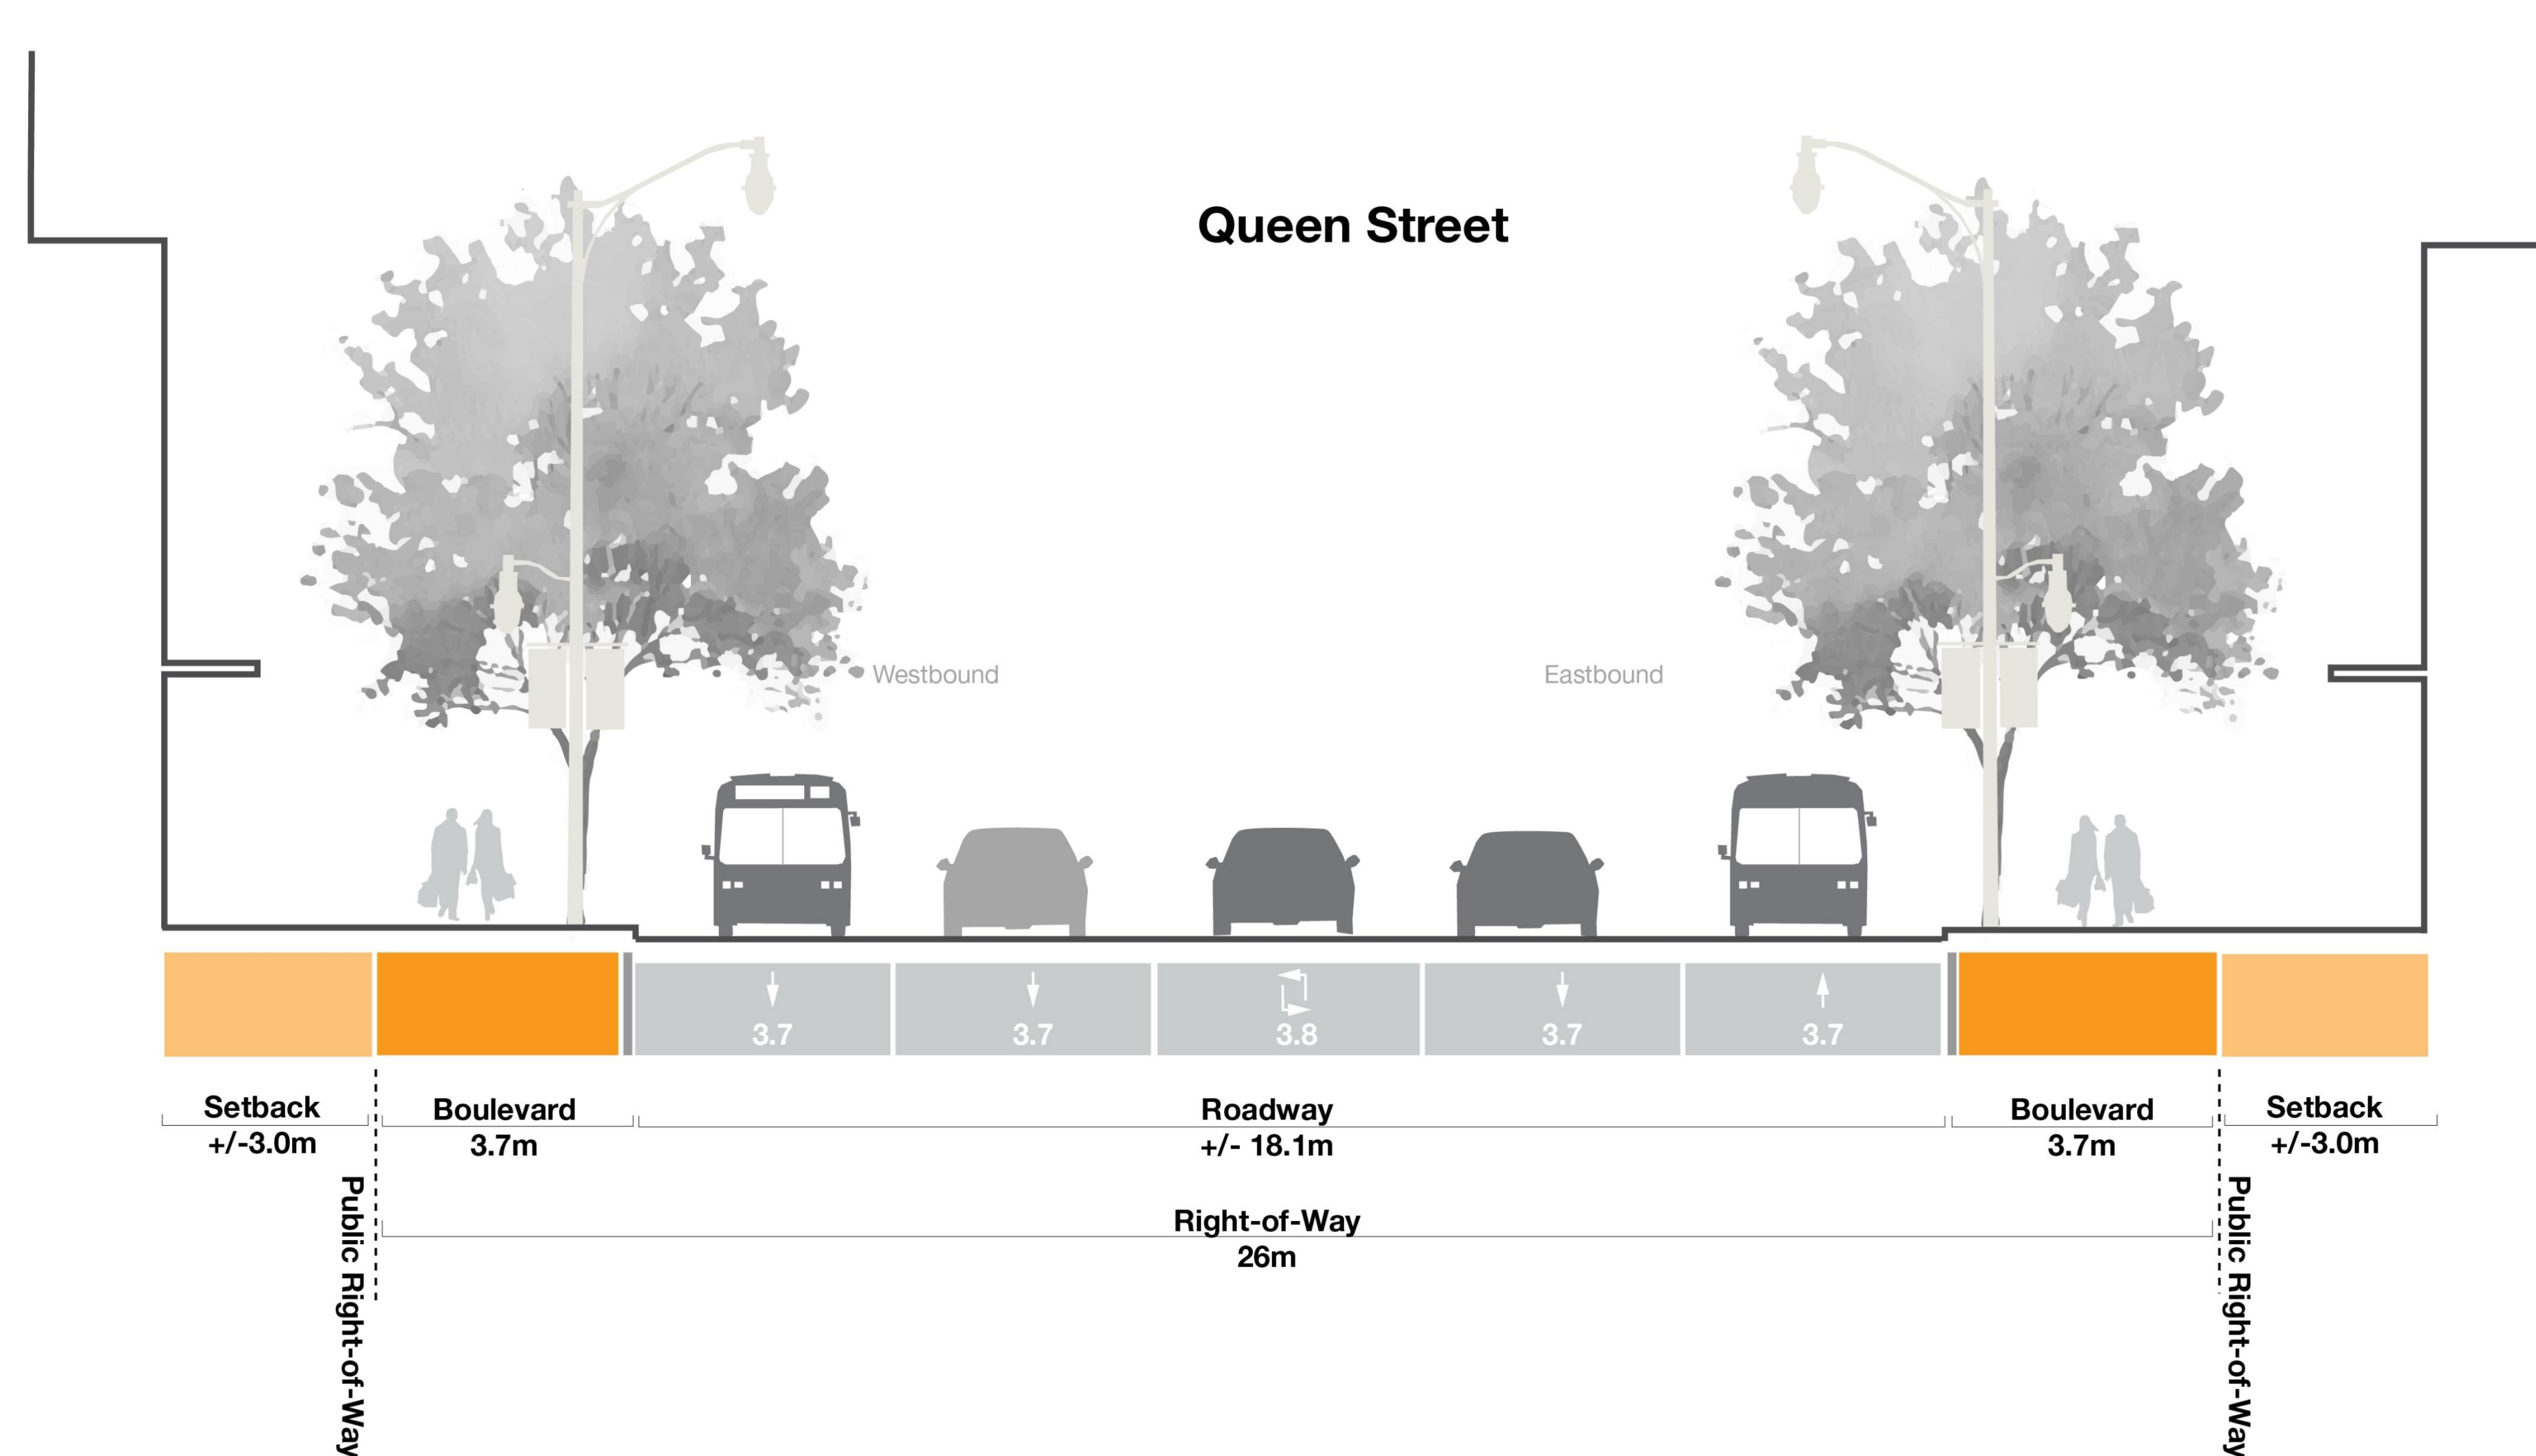 Queen Street
Westbound
Eastbound
3.7
3.7
3.8
3.7
3.7
Setback
+/-3.0m
Boulevard
3.7m
Roadway
+/- 18.1m
Boulevard
3.7m
Setback
+/-3.0m
Public Right-of-Way
Right-of-Way
26m
Public Right-of-Way